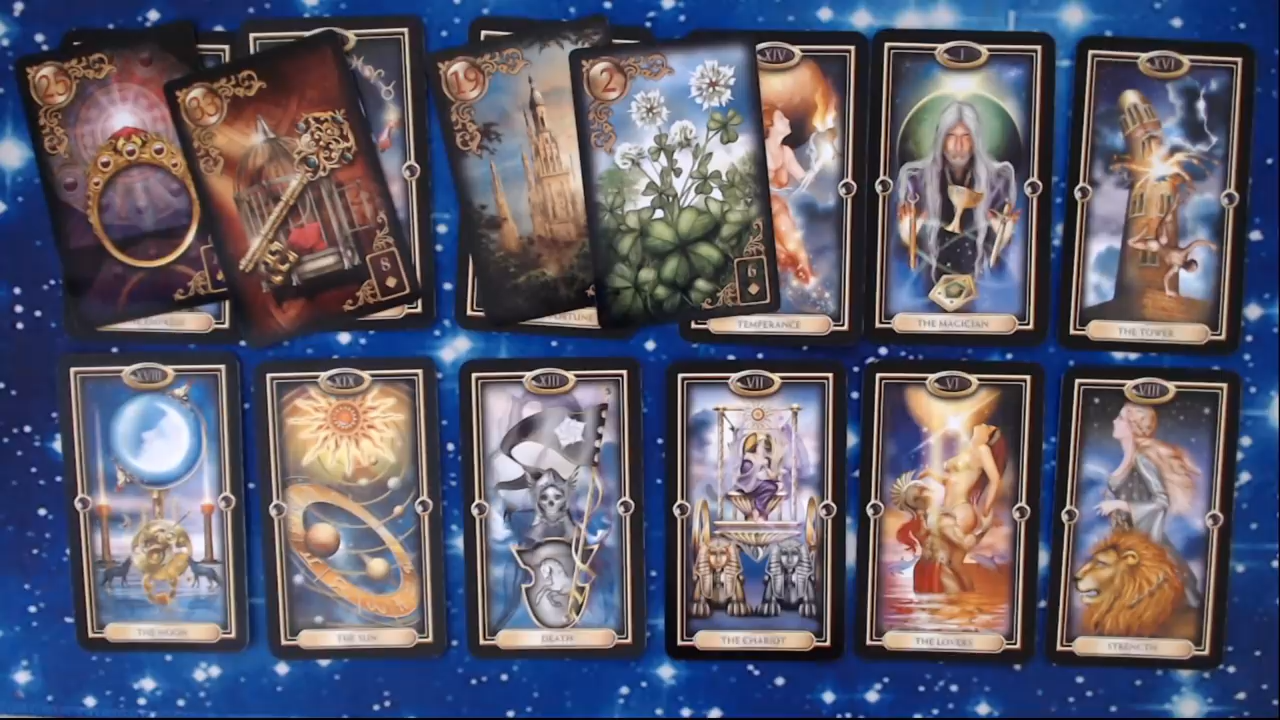 25
33
8
19
2
6
XIV
TEMPERANCE
I
THE MAGICIAN
XVI
THE TOWER
XVIII
THE MOON
XIX
THE SUN
XIII
DEATH
VII
THE CHARIOT
VI
THE LOVERS
VIII
STRENGTH